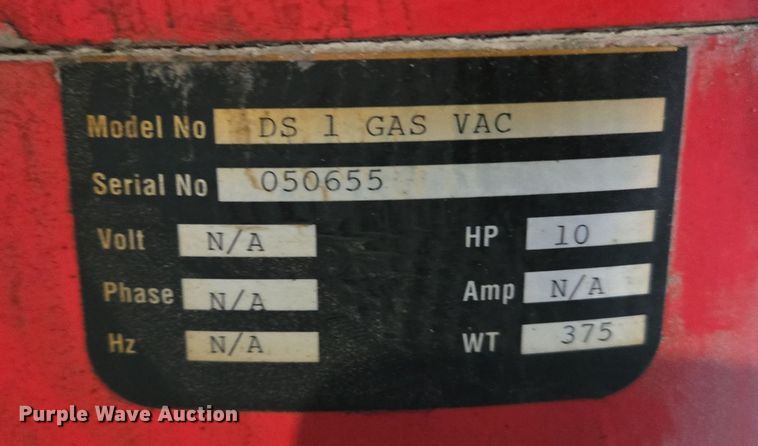 Model No DS 1 GAS VAC
Serial No 050655
Volt N/A HP 10
Phase N/A Amp N/A
Hz N/A WT 375
Purple Wave Auction